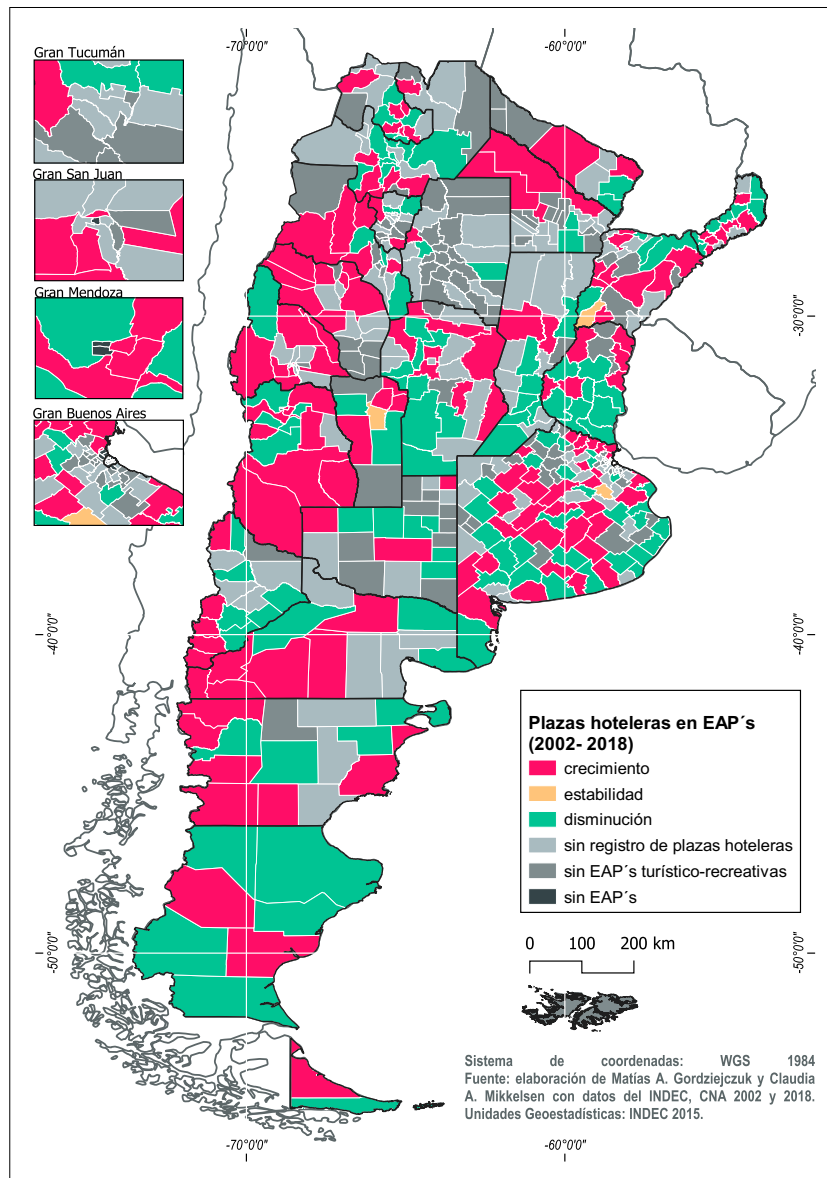 -70°0'0"
-60°0'0"
Gran Tucumán
Gran San Juan
Gran Mendoza
Gran Buenos Aires
-30°0'0"
-30°0'0"
-40°0'0"
-40°0'0"
-50°0'0"
-50°0'0"
Plazas hoteleras en EAP´s
(2002- 2018)
crecimiento
estabilidad
disminución
sin registro de plazas hoteleras
sin EAP´s turístico-recreativas
sin EAP´s
0 100 200 km
Sistema de coordenadas: WGS 1984
Fuente: elaboración de Matías A. Gordziejczuk y Claudia
A. Mikkelsen con datos del INDEC, CNA 2002 y 2018.
Unidades Geoestadísticas: INDEC 2015.
-70°0'0"
-60°0'0"